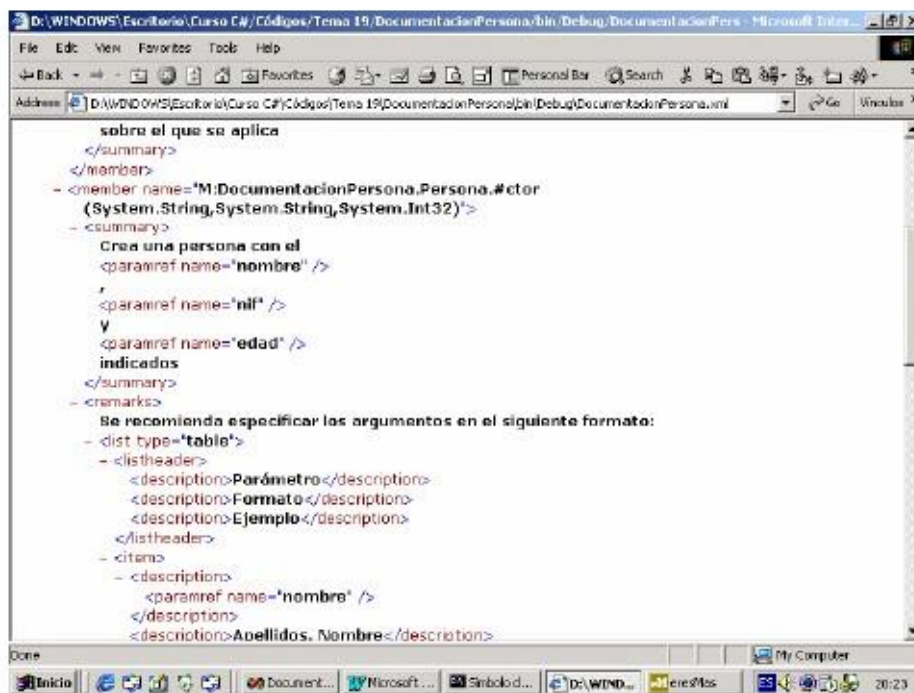 D:\WINDOWS\Escritorio\Curso C#/Códigos/Tema 19/DocumentacionPersona/bin/Debug/DocumentacionPers - Microsoft Inter...
File Edit View Favorites Tools Help
Back Favorites Personal Bar Search
Address D:\WINDOWS\Escritorio\Curso C#\Códigos\Tema 19\DocumentacionPersona\bin\Debug\DocumentacionPersona.xml Go Vínculos
sobre el que se aplica
</summary>
</member>
- <member name="M:DocumentacionPersona.Persona.#ctor
(System.String,System.String,System.Int32)">
- <summary>
Crea una persona con el
<paramref name="nombre" />
,
<paramref name="nif" />
y
<paramref name="edad" />
indicados
</summary>
- <remarks>
Se recomienda especificar los argumentos en el siguiente formato:
- <list type="table">
- <listheader>
<description>Parámetro</description>
<description>Formato</description>
<description>Ejemplo</description>
</listheader>
- <item>
- <description>
<paramref name="nombre" />
</description>
<description>Apellidos, Nombre</description>
Done My Computer
Inicio Document... Microsoft ... Símbolo d... D:\WIND... eresMas ES 20:23